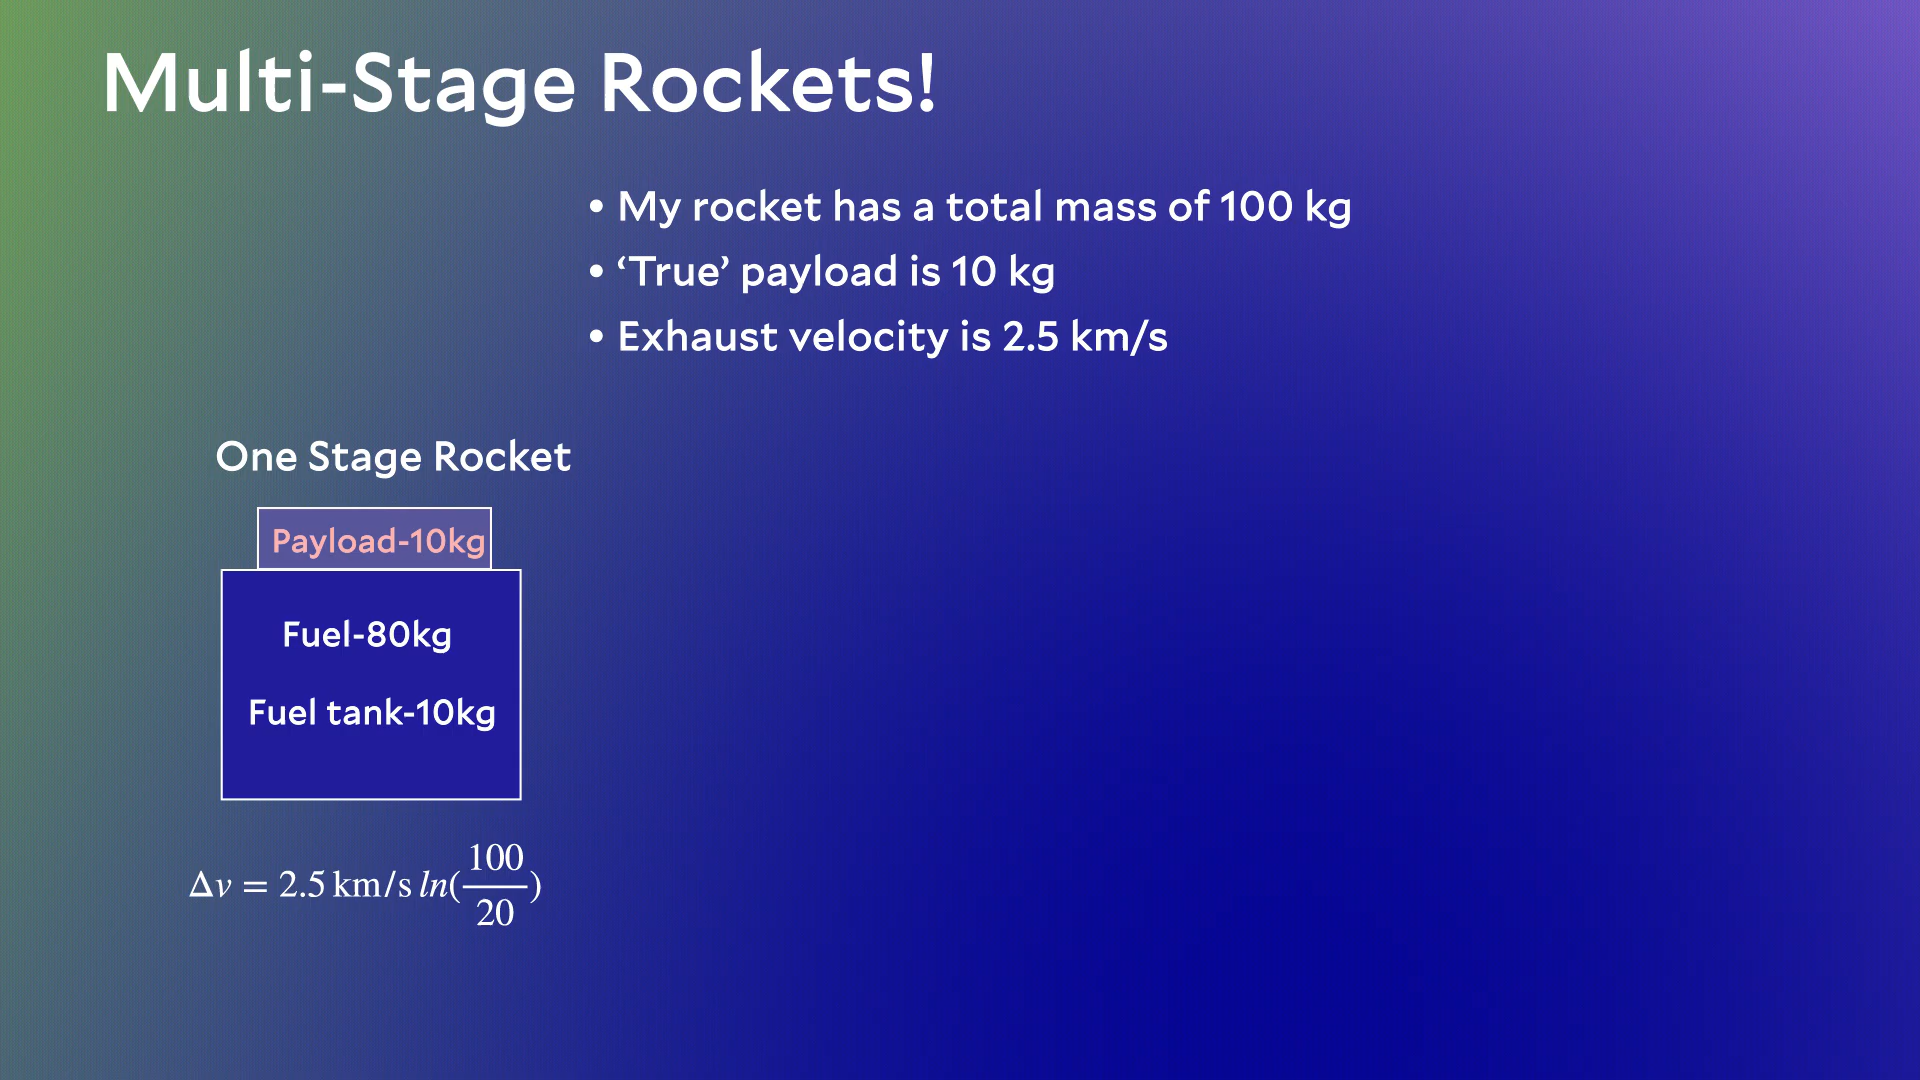 Multi-Stage Rockets!
• My rocket has a total mass of 100 kg
• ‘True’ payload is 10 kg
• Exhaust velocity is 2.5 km/s
One Stage Rocket
Payload-10kg
Fuel-80kg
Fuel tank-10kg
Δv = 2.5 km/s ln(100/20)